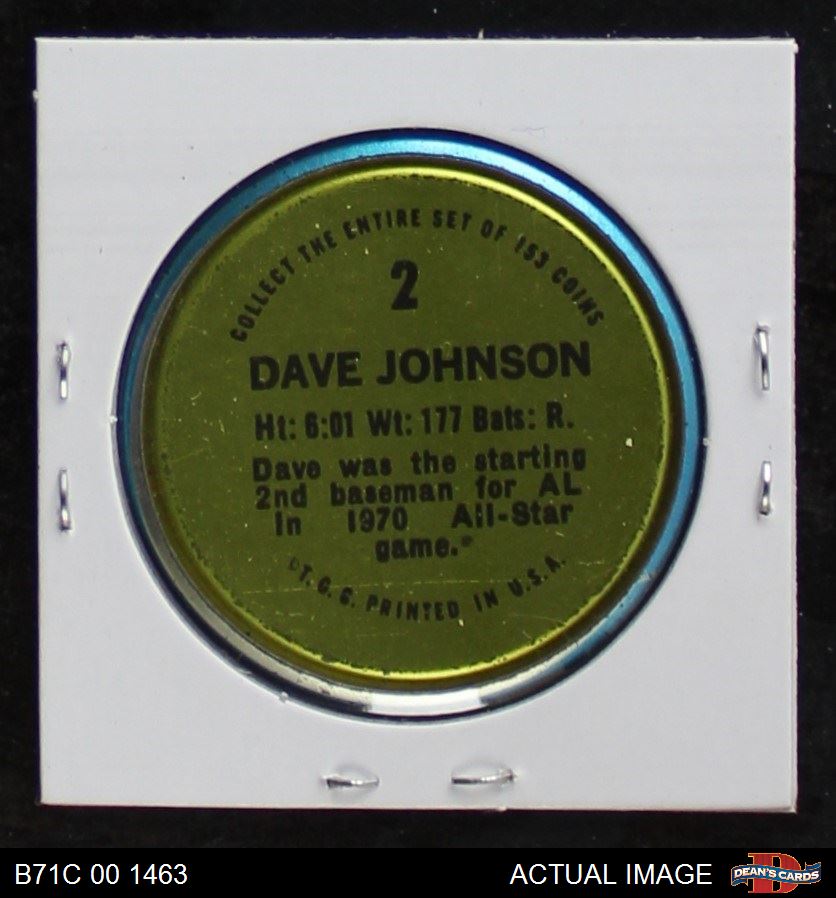 COLLECT THE ENTIRE SET OF 153 COINS
2
DAVE JOHNSON
Ht: 6:01 Wt: 177 Bats: R.
Dave was the starting
2nd baseman for AL
in 1970 All-Star
game.
©T. C. G. PRINTED IN U.S.A.
B71C 00 1463
ACTUAL IMAGE
D
DEAN'S CARDS